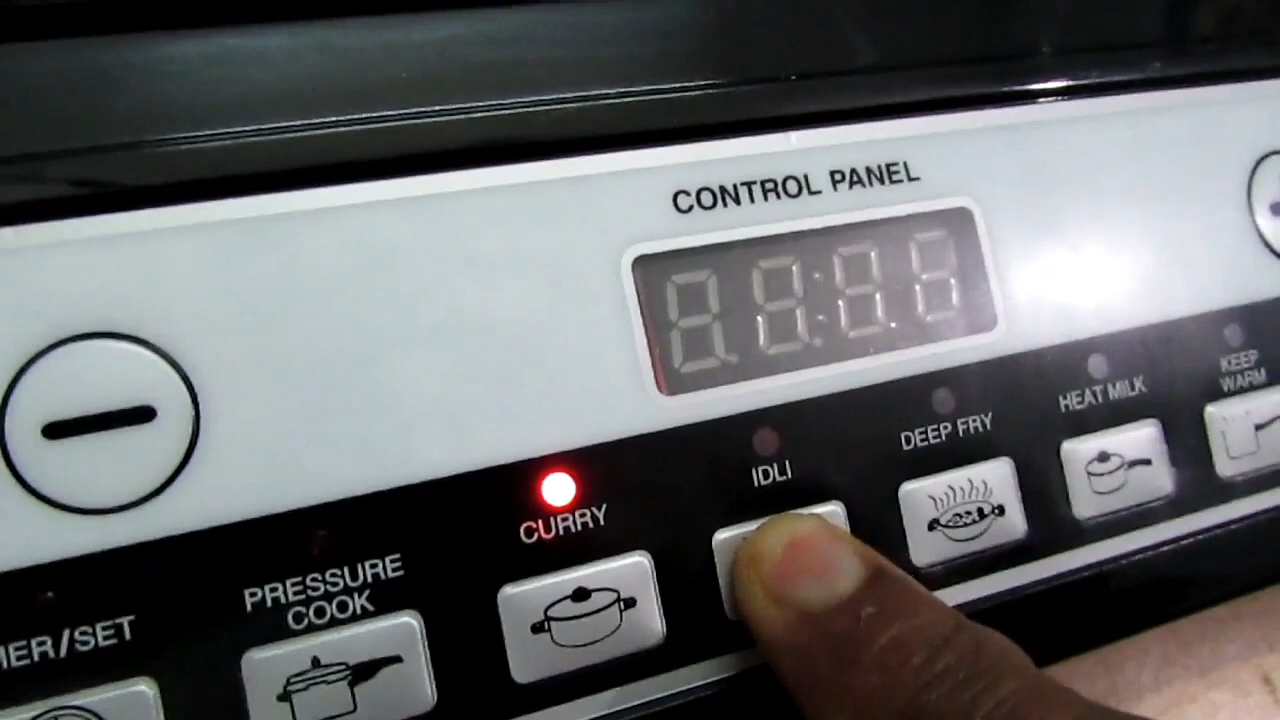 CONTROL PANEL
KEEP
WARM
HEAT MILK
DEEP FRY
IDLI
CURRY
PRESSURE
COOK
MER/SET